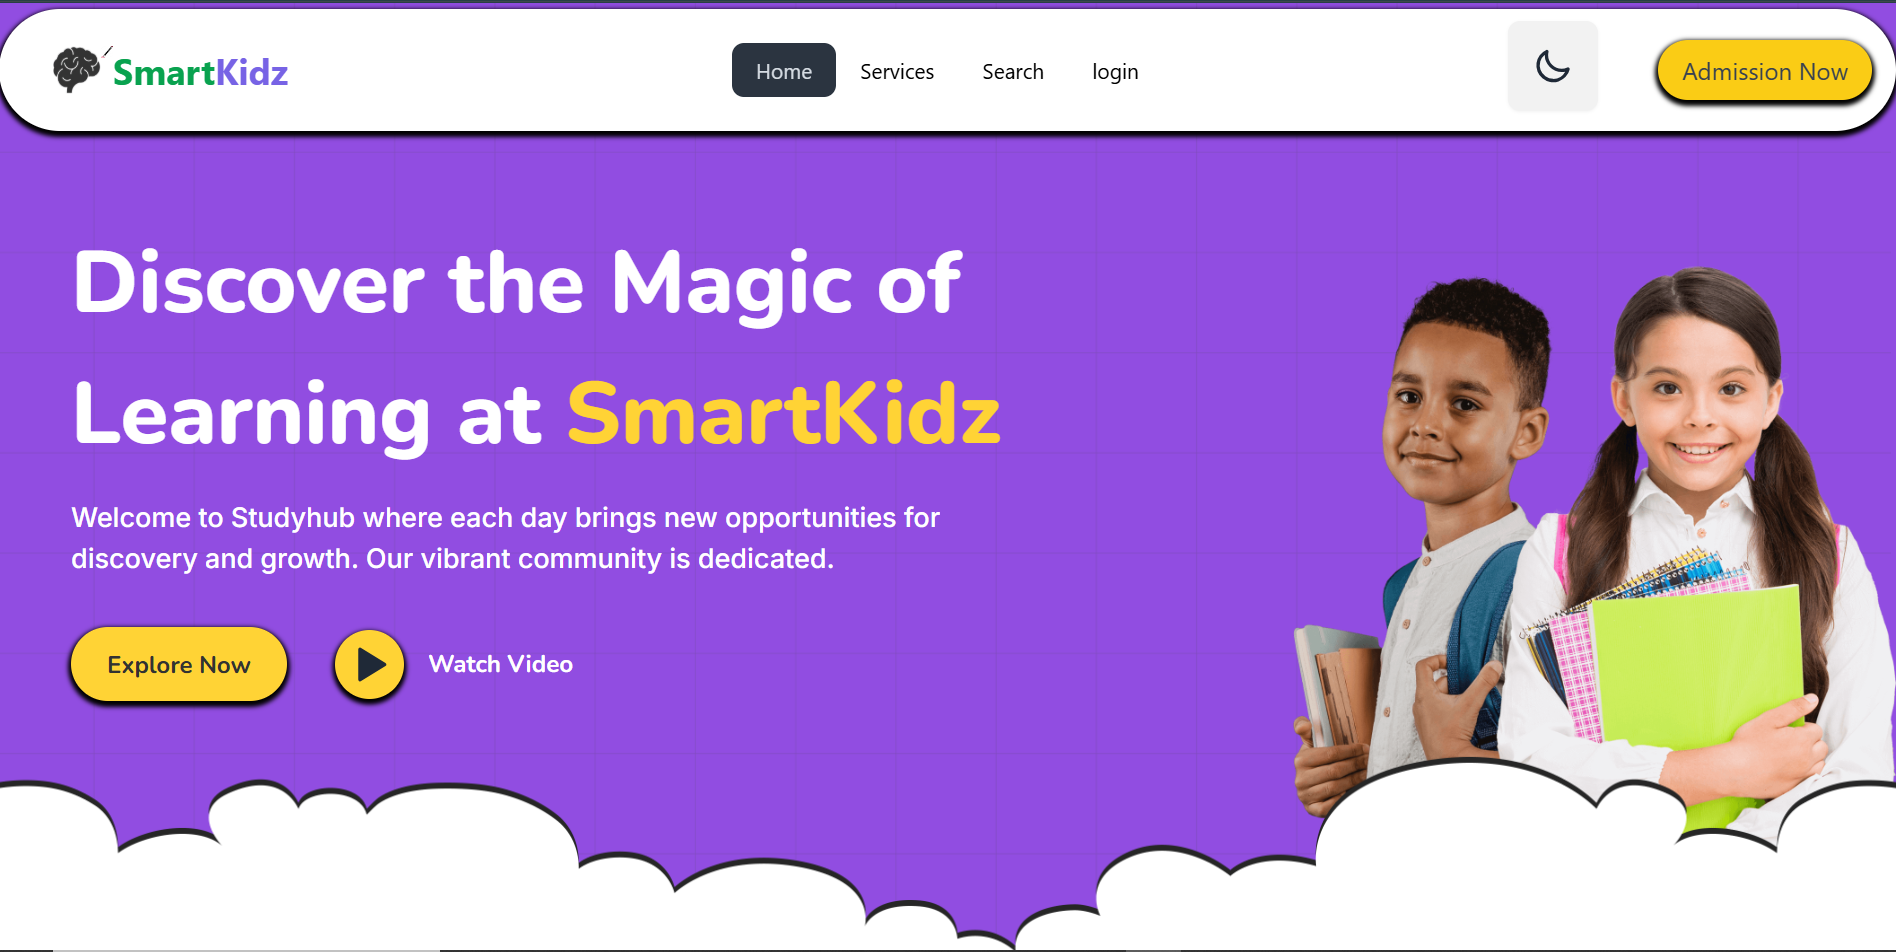 SmartKidz
Home
Services
Search
login
Admission Now
Discover the Magic of
Learning at SmartKidz
Welcome to Studyhub where each day brings new opportunities for
discovery and growth. Our vibrant community is dedicated.
Explore Now
Watch Video